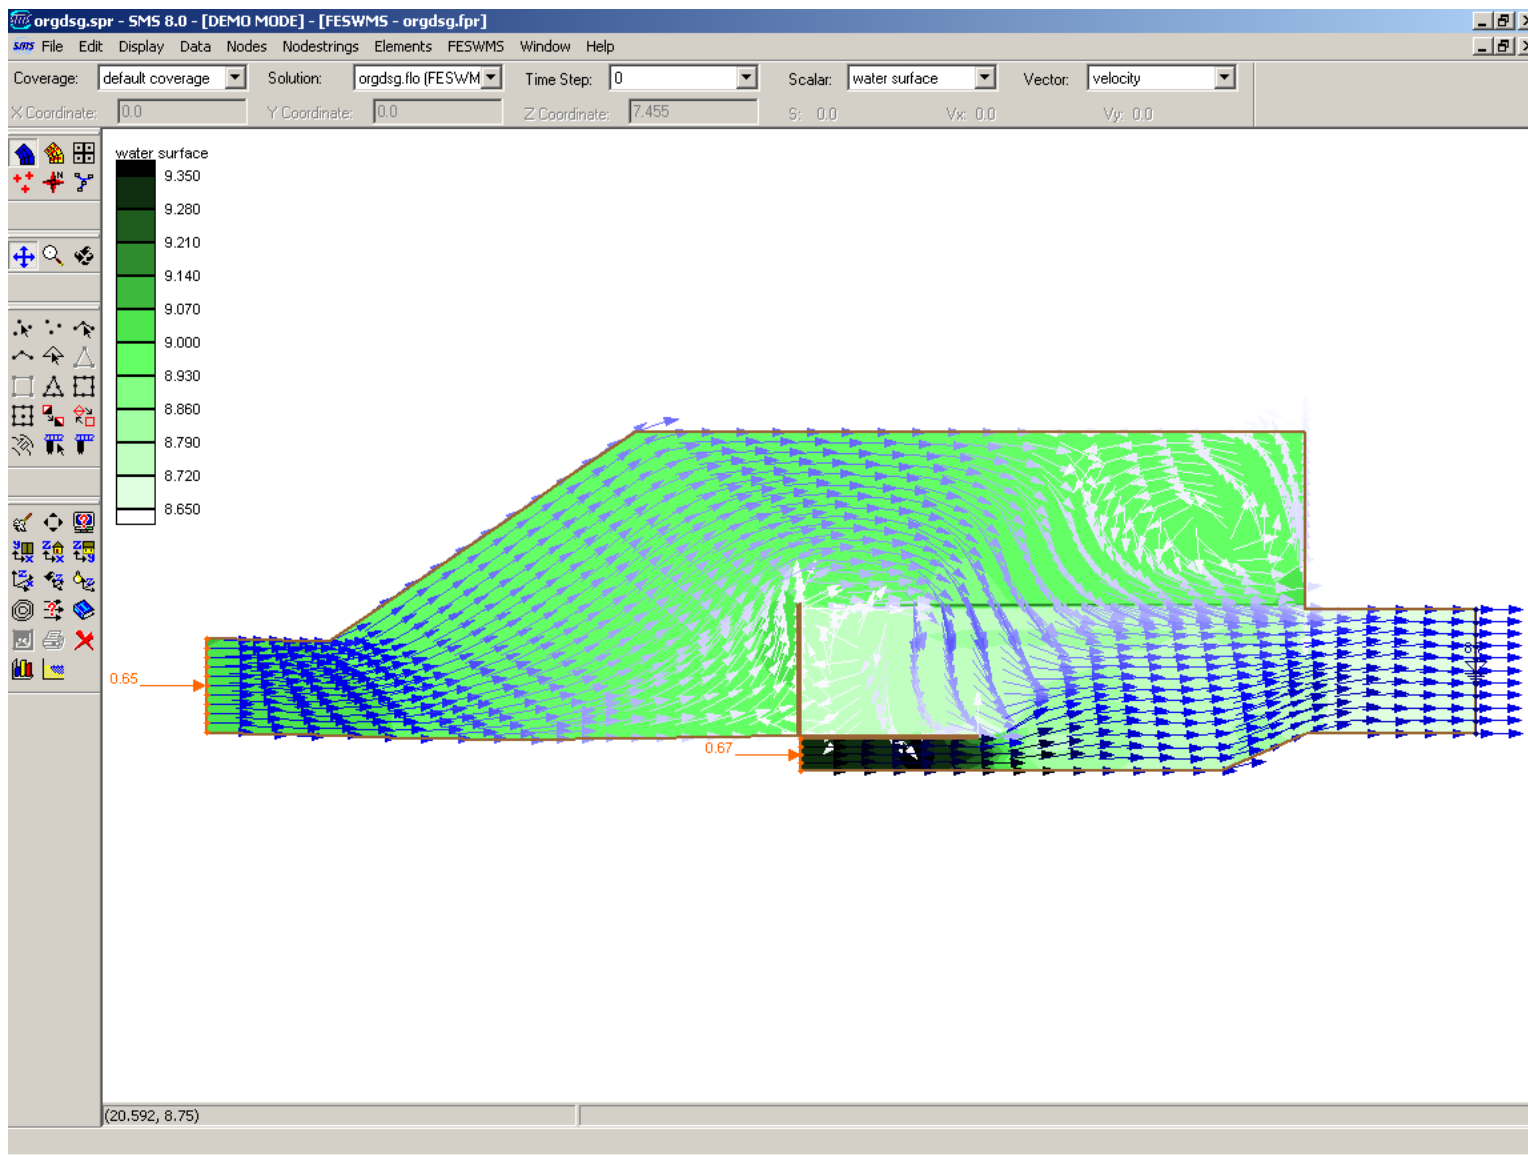 orgdsg.spr - SMS 8.0 - [DEMO MODE] - [FESWMS - orgdsg.fpr]
sms File Edit Display Data Nodes Nodestrings Elements FESWMS Window Help
Coverage: default coverage Solution: orgdsg.flo (FESWM Time Step: 0 Scalar: water surface Vector: velocity
X Coordinate: 0.0 Y Coordinate: 0.0 Z Coordinate: 7.455 S: 0.0 Vx: 0.0 Vy: 0.0
water surface
9.350
9.280
9.210
9.140
9.070
9.000
8.930
8.860
8.790
8.720
8.650
0.65
0.67
(20.592, 8.75)